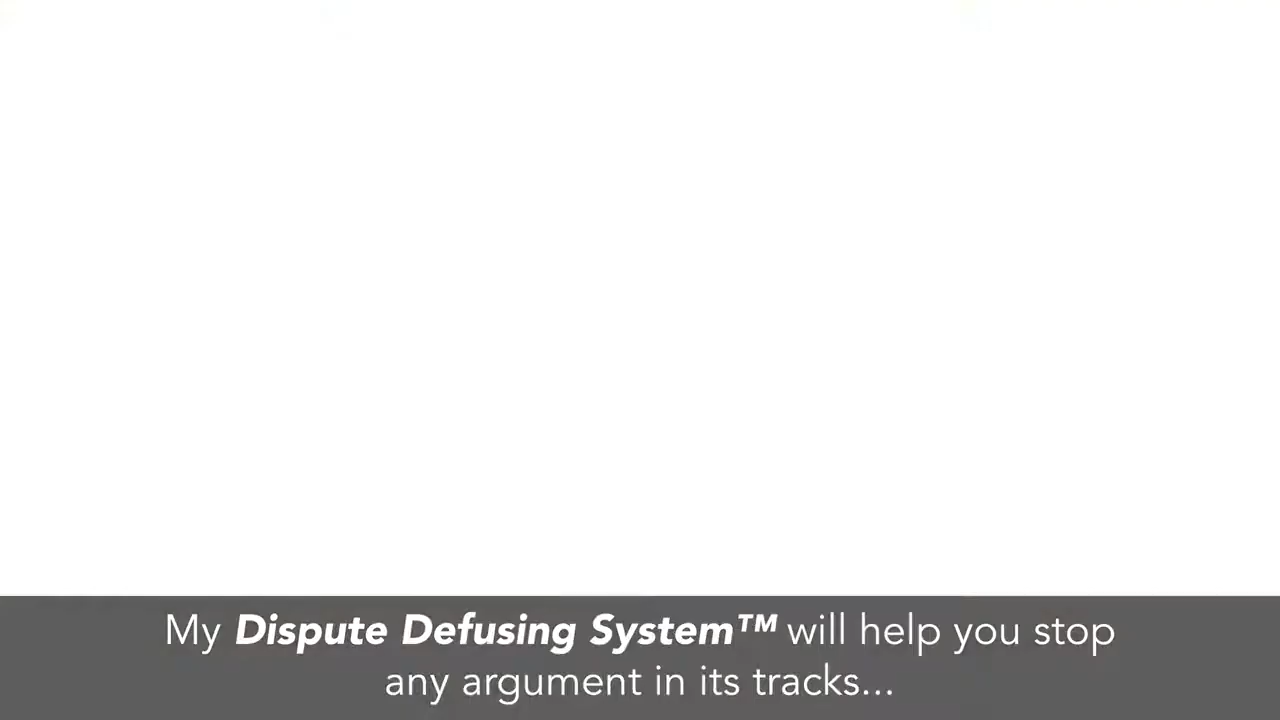 My Dispute Defusing System™ will help you stop
any argument in its tracks...